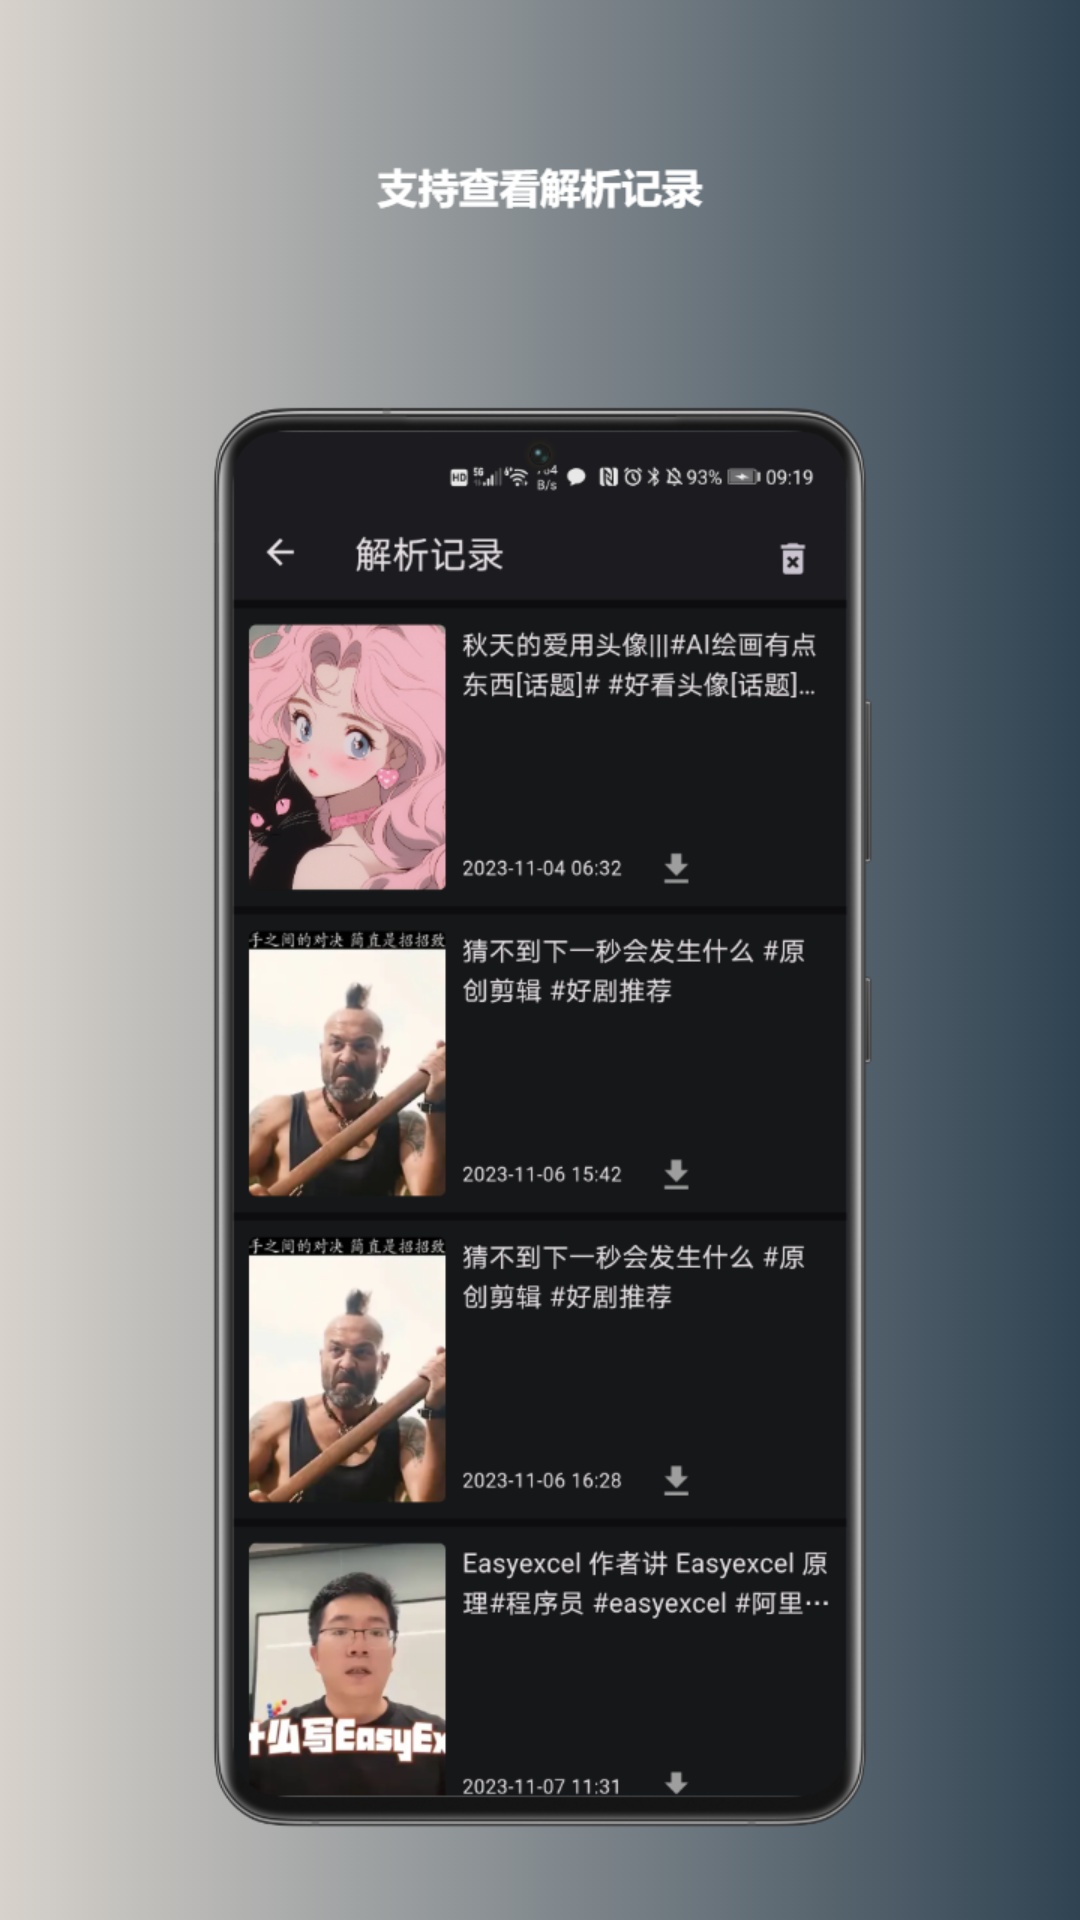 支持查看解析记录
HD 5G B/s 93% 09:19
解析记录
秋天的爱用头像|||#AI绘画有点
东西[话题]# #好看头像[话题]...
2023-11-04 06:32
手之间的对决 简直是招招致
猜不到下一秒会发生什么 #原
创剪辑 #好剧推荐
2023-11-06 15:42
手之间的对决 简直是招招致
猜不到下一秒会发生什么 #原
创剪辑 #好剧推荐
2023-11-06 16:28
Easyexcel 作者讲 Easyexcel 原
理#程序员 #easyexcel #阿里···
什么写EasyEx
2023-11-07 11:31